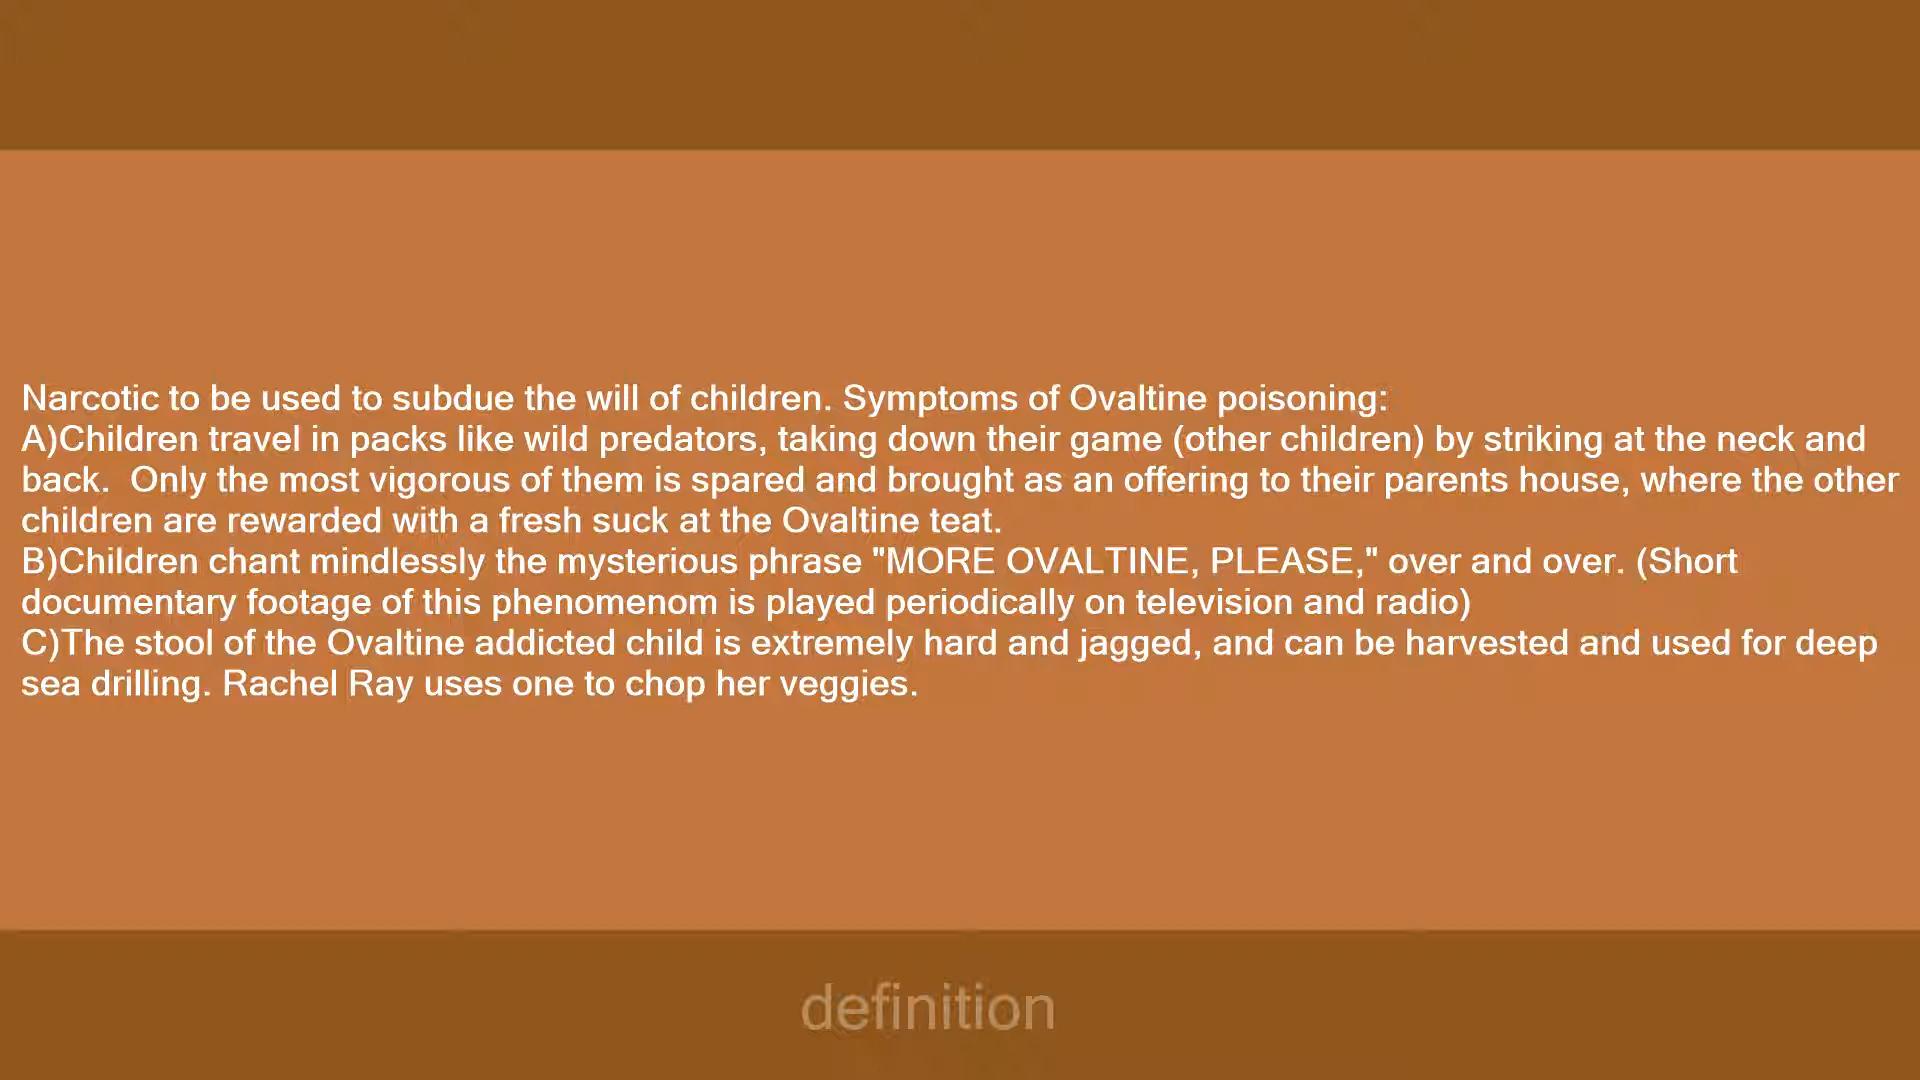 Narcotic to be used to subdue the will of children. Symptoms of Ovaltine poisoning:
A)Children travel in packs like wild predators, taking down their game (other children) by striking at the neck and
back.  Only the most vigorous of them is spared and brought as an offering to their parents house, where the other
children are rewarded with a fresh suck at the Ovaltine teat.
B)Children chant mindlessly the mysterious phrase "MORE OVALTINE, PLEASE," over and over. (Short
documentary footage of this phenomenom is played periodically on television and radio)
C)The stool of the Ovaltine addicted child is extremely hard and jagged, and can be harvested and used for deep
sea drilling. Rachel Ray uses one to chop her veggies.
definition